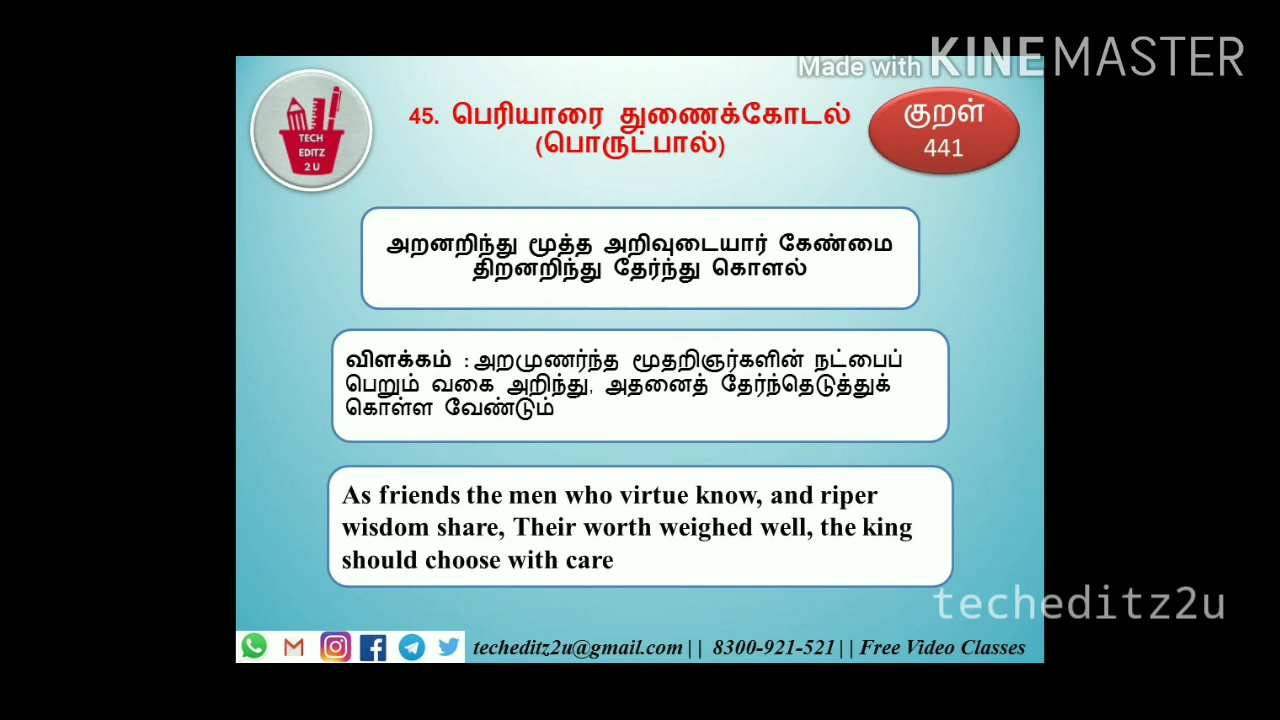 Made with KINEMASTER
TECH
EDITZ
2 U
45. பெரியாரை துணைக்கோடல்
(பொருட்பால்)
குறள்
441
அறனறிந்து மூத்த அறிவுடையார் கேண்மை
திறனறிந்து தேர்ந்து கொளல்
விளக்கம் : அறமுணர்ந்த மூதறிஞர்களின் நட்பைப்
பெறும் வகை அறிந்து, அதனைத் தேர்ந்தெடுத்துக்
கொள்ள வேண்டும்
As friends the men who virtue know, and riper
wisdom share, Their worth weighed well, the king
should choose with care
techeditz2u
techeditz2u@gmail.com || 8300-921-521 || Free Video Classes